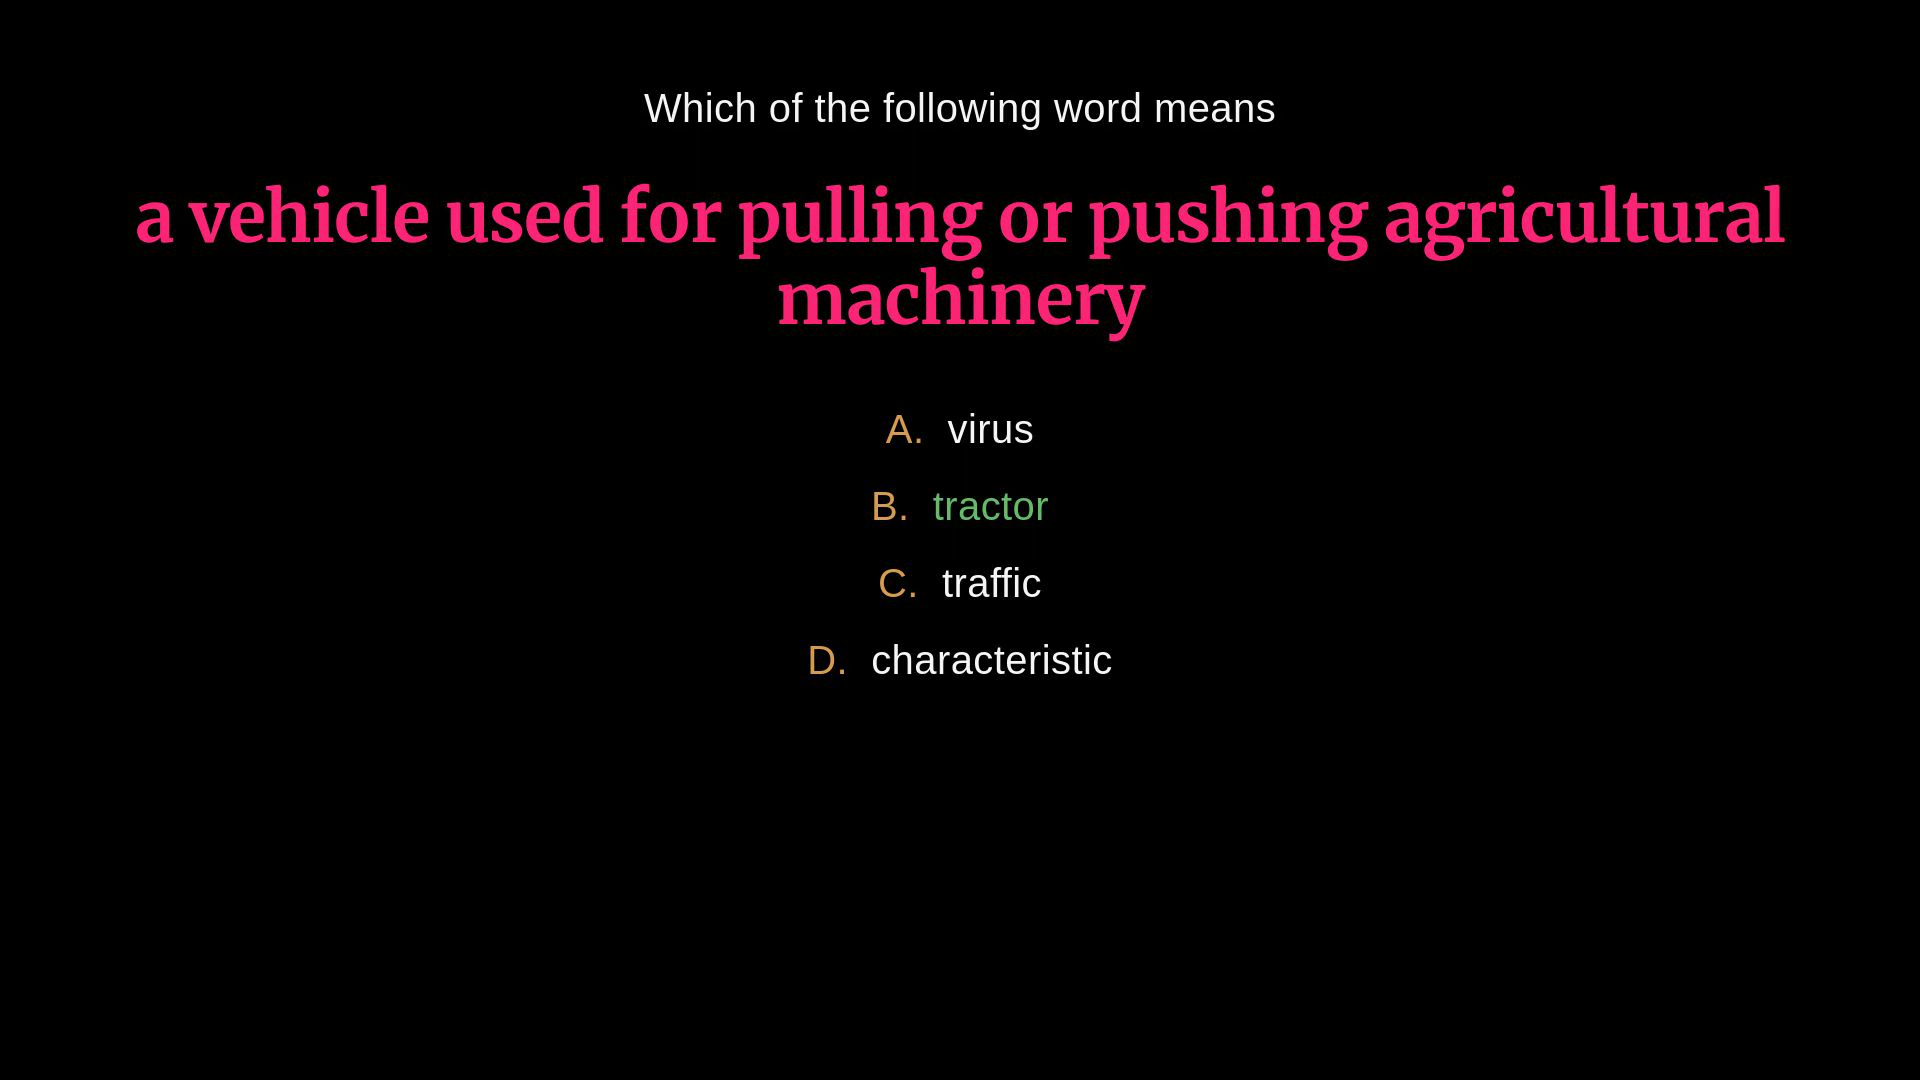 Which of the following word means
a vehicle used for pulling or pushing agricultural
machinery
A. virus
B. tractor
C. traffic
D. characteristic